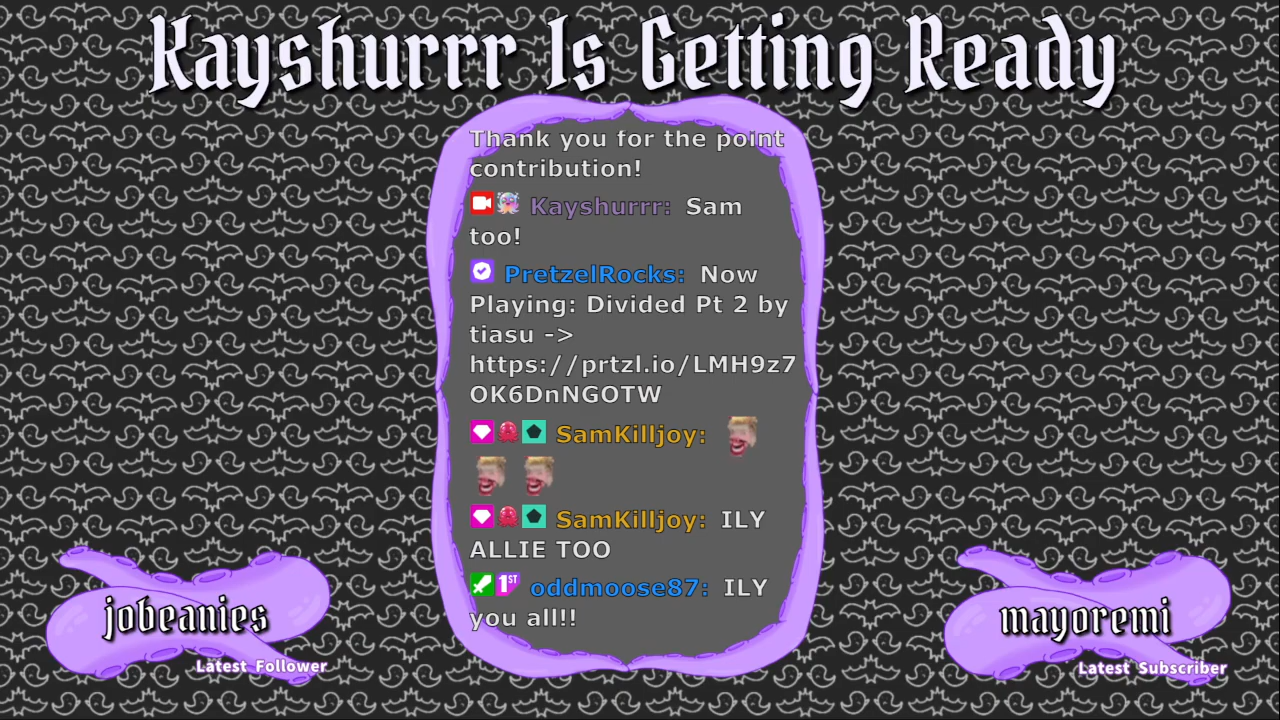 Kayshurrr Is Getting Ready
Thank you for the point
contribution!
Kayshurrr: Sam
too!
PretzelRocks: Now
Playing: Divided Pt 2 by
tiasu ->
https://prtzl.io/LMH9z7
OK6DnNGOTW
SamKilljoy:
SamKilljoy: ILY
ALLIE TOO
1ST oddmoose87: ILY
you all!!
jobeanies
Latest Follower
mayoremi
Latest Subscriber